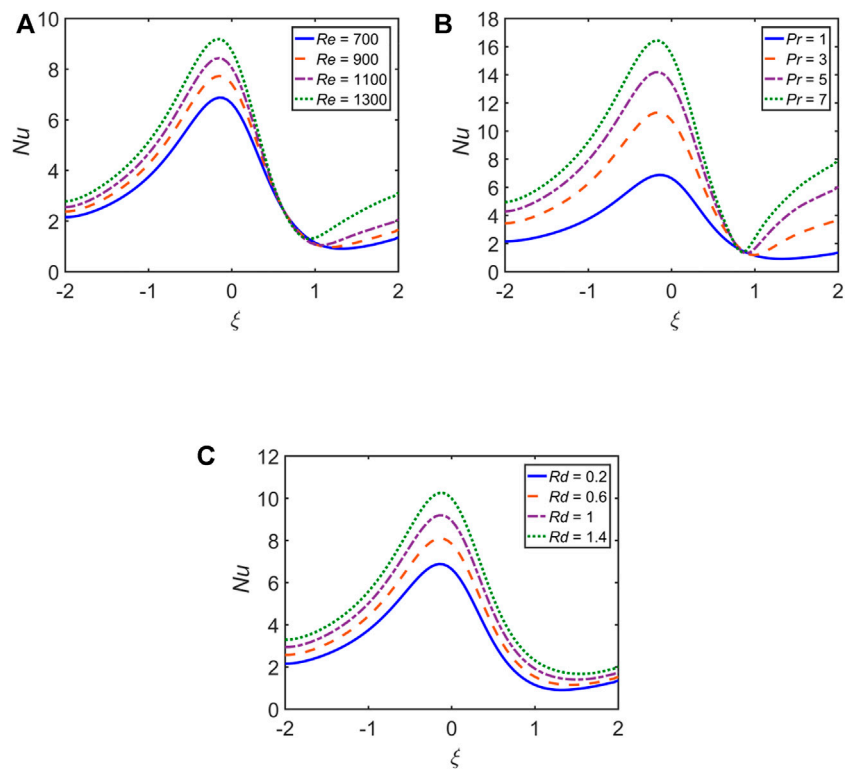 A
Nu
10
8
6
4
2
0
-2 -1 0 1 2
ξ
Re = 700
Re = 900
Re = 1100
Re = 1300
B
Nu
18
16
14
12
10
8
6
4
2
0
-2 -1 0 1 2
ξ
Pr = 1
Pr = 3
Pr = 5
Pr = 7
C
Nu
12
10
8
6
4
2
0
-2 -1 0 1 2
ξ
Rd = 0.2
Rd = 0.6
Rd = 1
Rd = 1.4